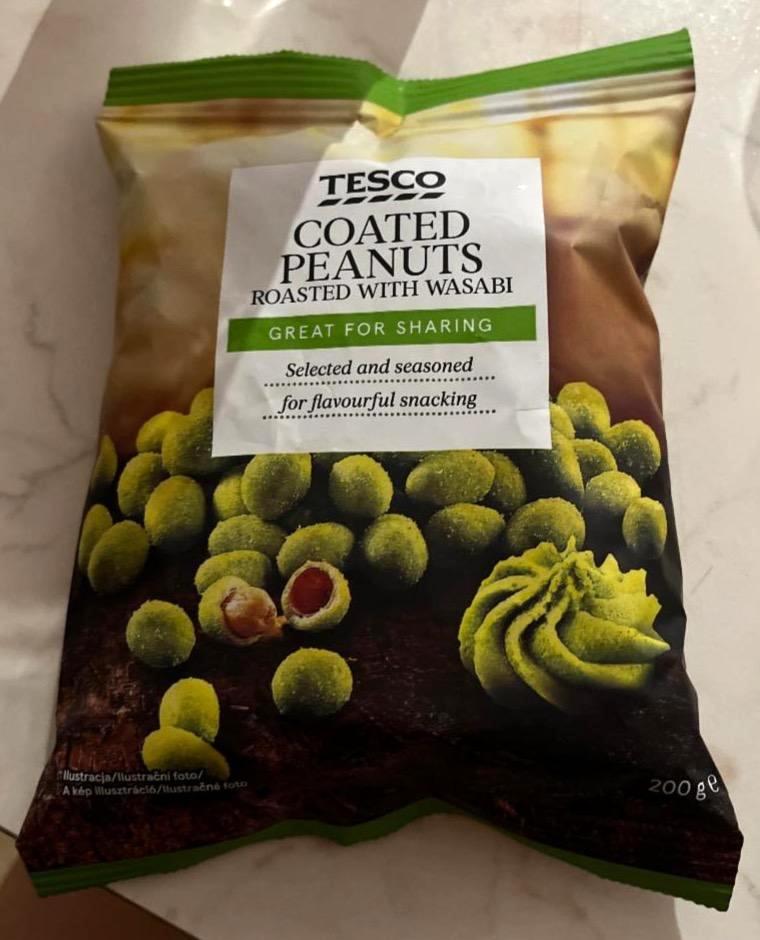 TESCO
COATED
PEANUTS
ROASTED WITH WASABI
GREAT FOR SHARING
Selected and seasoned
for flavourful snacking
Ilustracja/Ilustrační foto/
A kép illusztráció/Ilustračné foto
200 g e